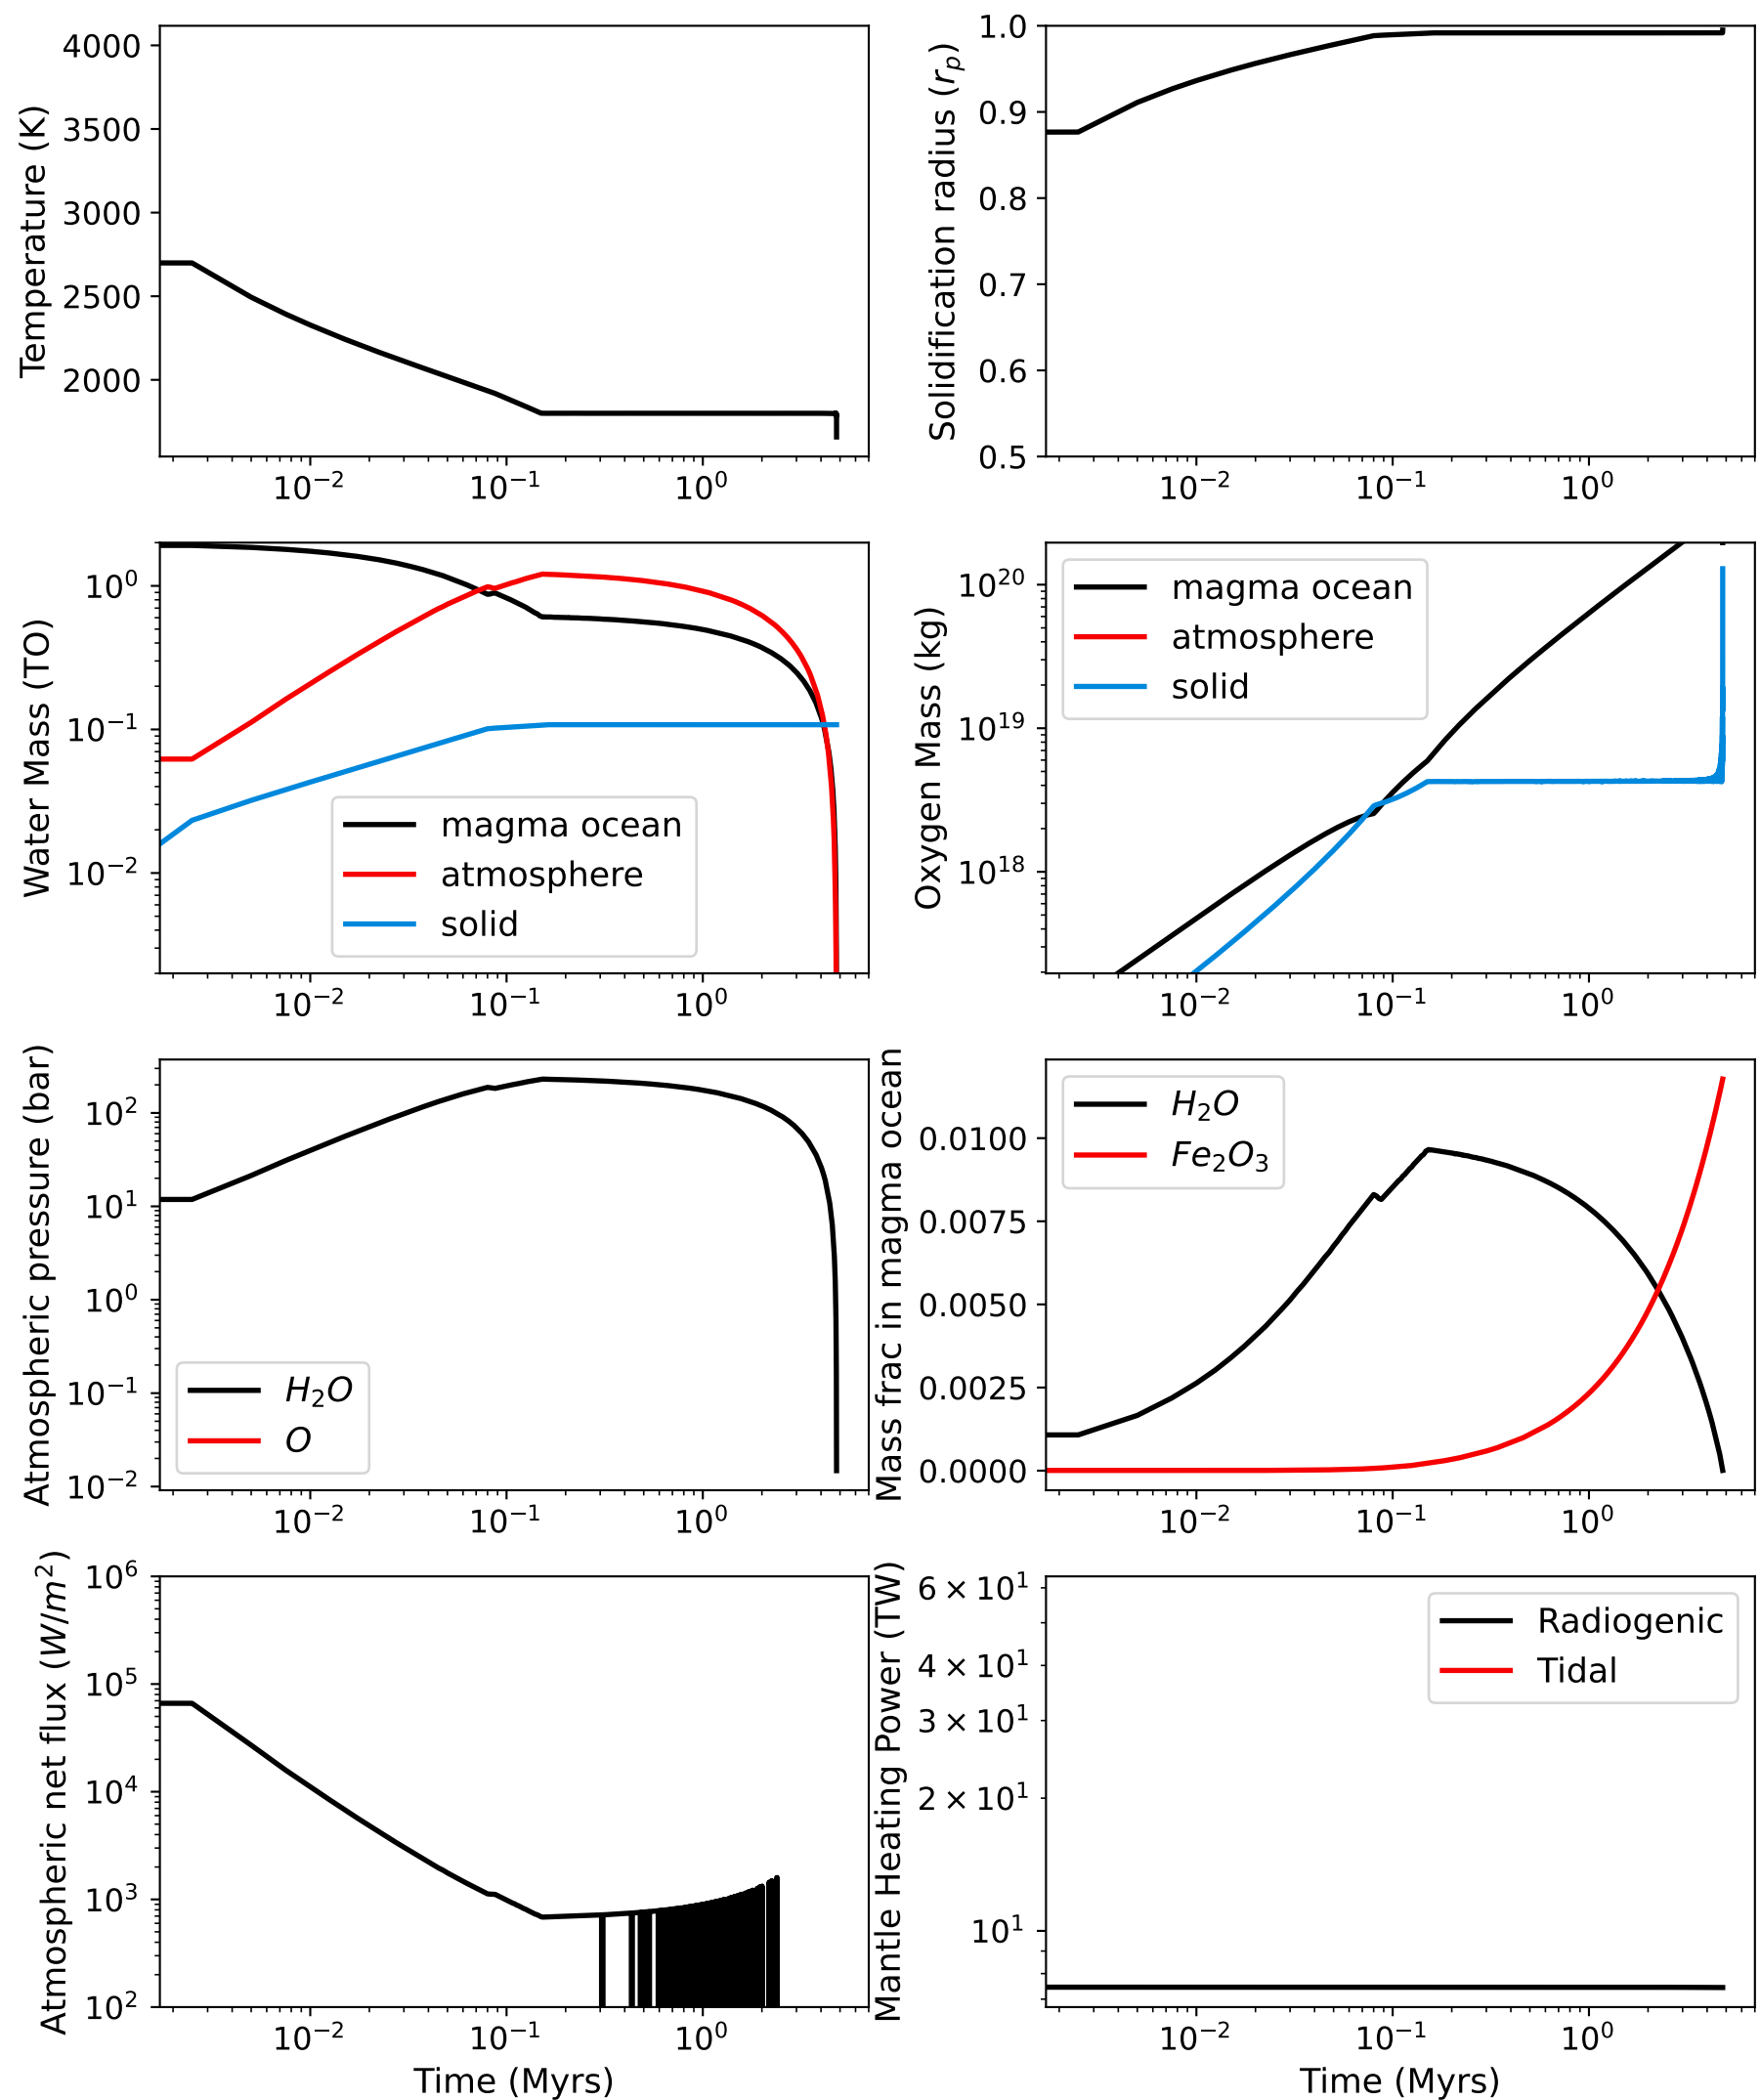 Temperature (K)
4000
3500
3000
2500
2000
10⁻² 10⁻¹ 10⁰
Solidification radius (rₚ)
1.0
0.9
0.8
0.7
0.6
0.5
10⁻² 10⁻¹ 10⁰
Water Mass (TO)
10⁰
10⁻¹
10⁻²
magma ocean
atmosphere
solid
10⁻² 10⁻¹ 10⁰
Oxygen Mass (kg)
10²⁰
10¹⁹
10¹⁸
magma ocean
atmosphere
solid
10⁻² 10⁻¹ 10⁰
Atmospheric pressure (bar)
10²
10¹
10⁰
10⁻¹
10⁻²
H₂O
O
10⁻² 10⁻¹ 10⁰
Mass frac in magma ocean
0.0100
0.0075
0.0050
0.0025
0.0000
H₂O
Fe₂O₃
10⁻² 10⁻¹ 10⁰
Atmospheric net flux (W/m²)
10⁶
10⁵
10⁴
10³
10²
10⁻² 10⁻¹ 10⁰
Time (Myrs)
Mantle Heating Power (TW)
6 × 10¹
4 × 10¹
3 × 10¹
2 × 10¹
10¹
Radiogenic
Tidal
10⁻² 10⁻¹ 10⁰
Time (Myrs)